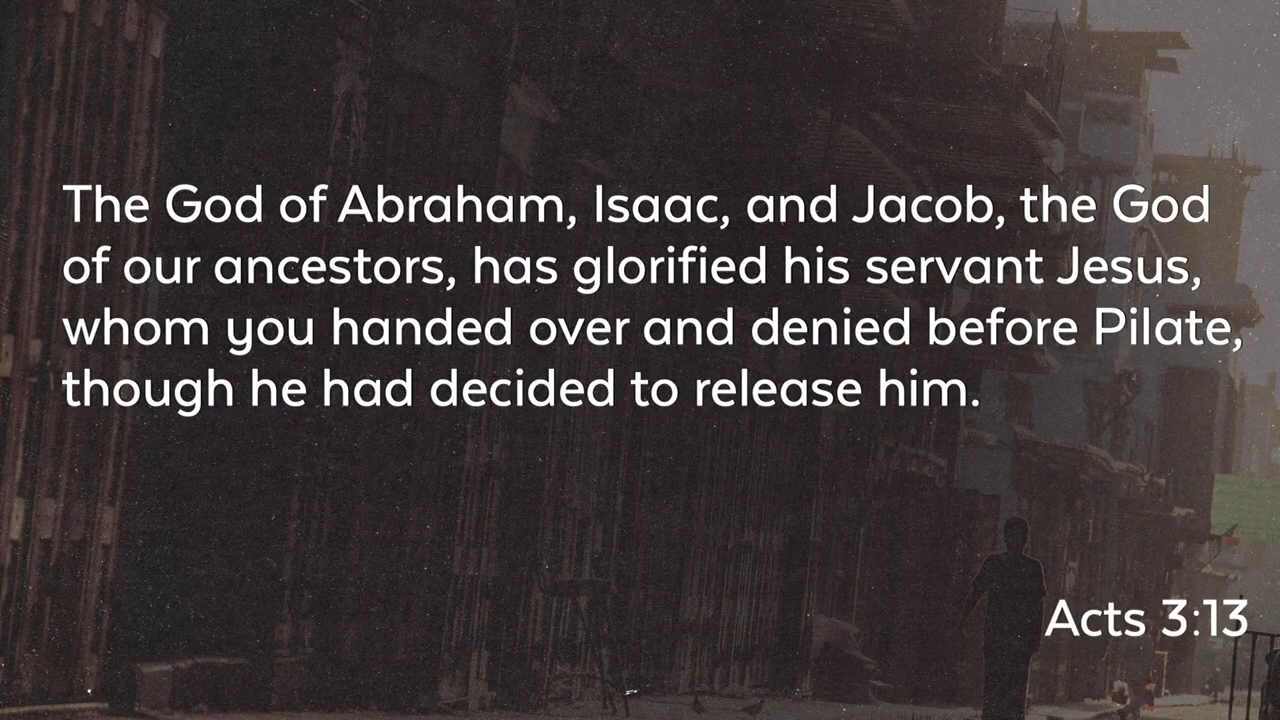 The God of Abraham, Isaac, and Jacob, the God
of our ancestors, has glorified his servant Jesus,
whom you handed over and denied before Pilate,
though he had decided to release him.
Acts 3:13